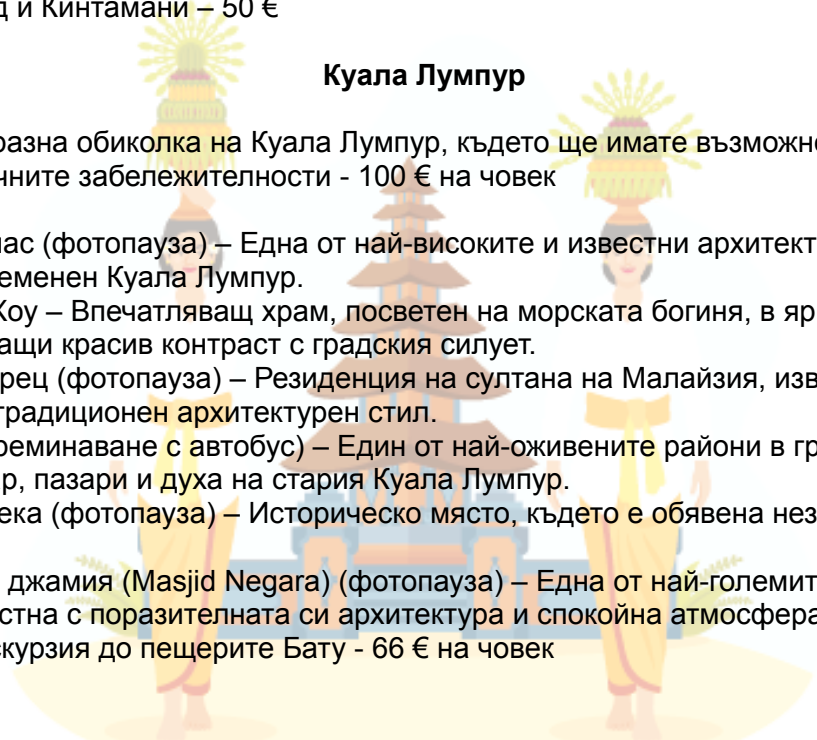 д и Кинтамани – 50 €
Куала Лумпур
разна обиколка на Куала Лумпур, където ще имате възможно
чните забележителности - 100 € на човек
нас (фотопауза) – Една от най-високите и известни архитект
еменен Куала Лумпур.
Хоу – Впечатляващ храм, посветен на морската богиня, в яр
ащи красив контраст с градския силует.
рец (фотопауза) – Резиденция на султана на Малайзия, изв
традиционен архитектурен стил.
реминаване с автобус) – Един от най-оживените райони в гр
р, пазари и духа на стария Куала Лумпур.
ека (фотопауза) – Историческо място, където е обявена нез
джамия (Masjid Negara) (фотопауза) – Една от най-големит
стна с поразителната си архитектура и спокойна атмосфера
скурзия до пещерите Бату - 66 € на човек